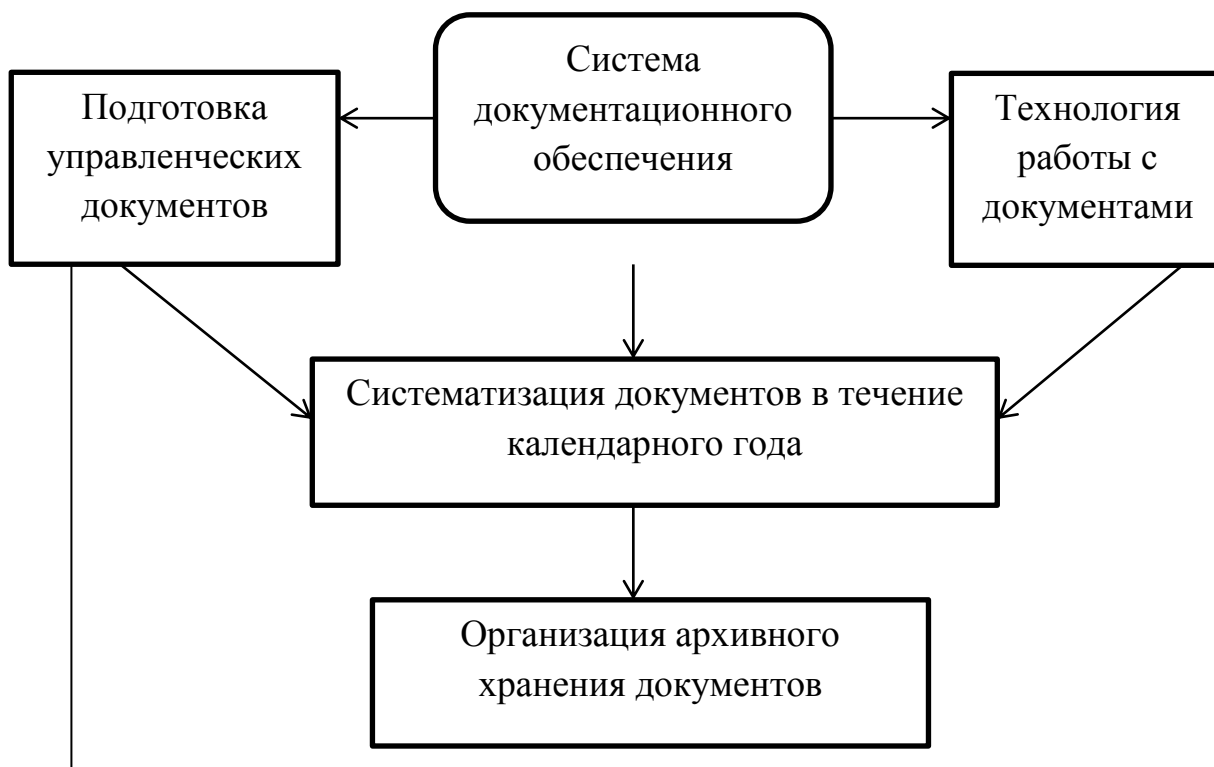 Система
документационного
обеспечения
Подготовка
управленческих
документов
Технология
работы с
документами
Систематизация документов в течение
календарного года
Организация архивного
хранения документов